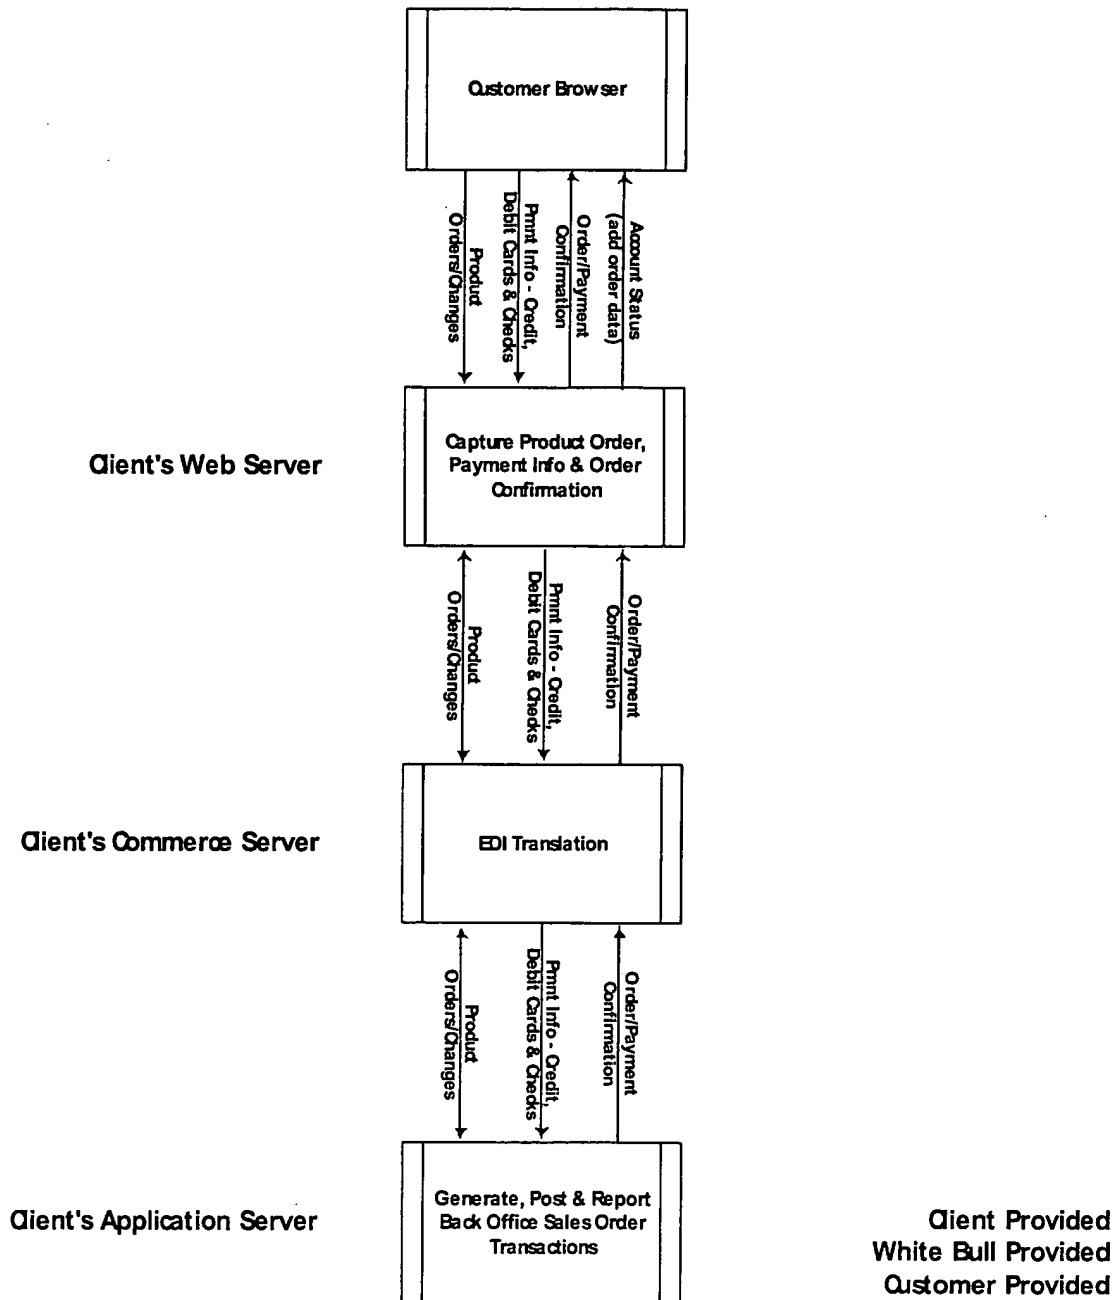 Customer Browser
Product
Orders/Changes
Pmnt Info - Credit,
Debit Cards & Checks
Order/Payment
Confirmation
Account Status
(add order data)
Client's Web Server
Capture Product Order,
Payment Info & Order
Confirmation
Product
Orders/Changes
Pmnt Info - Credit,
Debit Cards & Checks
Order/Payment
Confirmation
Client's Commerce Server
EDI Translation
Product
Orders/Changes
Pmnt Info - Credit,
Debit Cards & Checks
Order/Payment
Confirmation
Client's Application Server
Generate, Post & Report
Back Office Sales Order
Transactions
Client Provided
White Bull Provided
Customer Provided